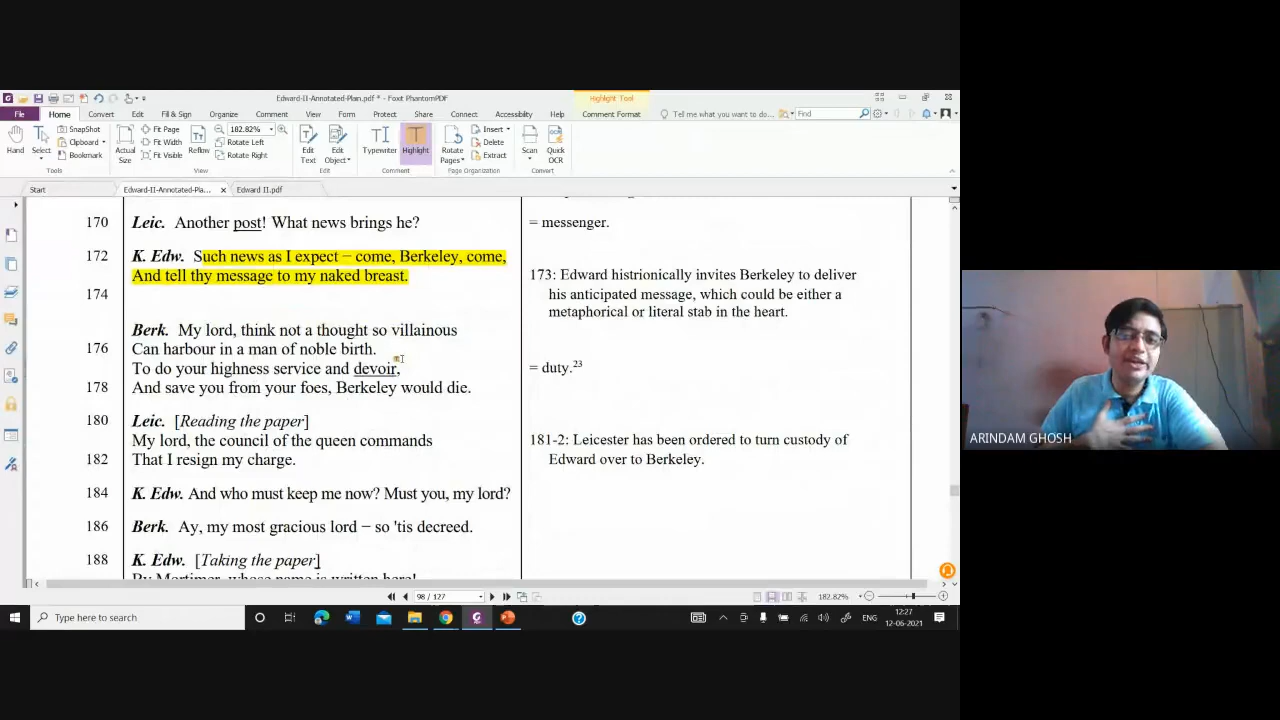 Edward-II-Annotated-Plain.pdf * - Foxit PhantomPDF
Highlight Tool
File Home Convert Edit Organize Comment View Form Protect Share Connect Accessibility Help Comment Format Tell me what you want to do... Find
Hand Select SnapShot Clipboard Bookmark Actual Size Fit Page Fit Width Fit Visible Reflow 182.82% Rotate Left Rotate Right Edit Text Edit Object Typewriter Highlight Rotate Pages Insert Delete Extract Scan Quick OCR
Tools View Edit Comment Page Organization Convert
Start Edward-II-Annotated-Pla... Edward II.pdf
170 Leic. Another post! What news brings he? = messenger.
172 K. Edw. Such news as I expect − come, Berkeley, come,
And tell thy message to my naked breast. 173: Edward histrionically invites Berkeley to deliver
174 his anticipated message, which could be either a
metaphorical or literal stab in the heart.
Berk. My lord, think not a thought so villainous
176 Can harbour in a man of noble birth.
To do your highness service and devoir, = duty.23
178 And save you from your foes, Berkeley would die.
180 Leic. [Reading the paper]
My lord, the council of the queen commands 181-2: Leicester has been ordered to turn custody of
182 That I resign my charge. Edward over to Berkeley.
184 K. Edw. And who must keep me now? Must you, my lord?
186 Berk. Ay, my most gracious lord − so 'tis decreed.
188 K. Edw. [Taking the paper]
By Mortimer, whose name is written here!
98 / 127 182.82%
Type here to search ENG 12:27
12-06-2021
ARINDAM GHOSH